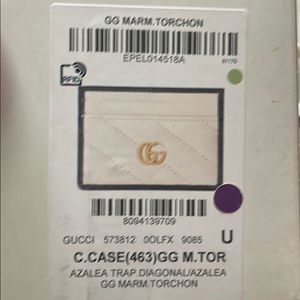 GG MARM.TORCHON
EPEL014518A
RFID
GG
8094139709
GUCCI 573812 0OLFX 9085 U
C.CASE(463)GG M.TOR
AZALEA TRAP.DIAGONAL/AZALEA
GG MARM.TORCHON